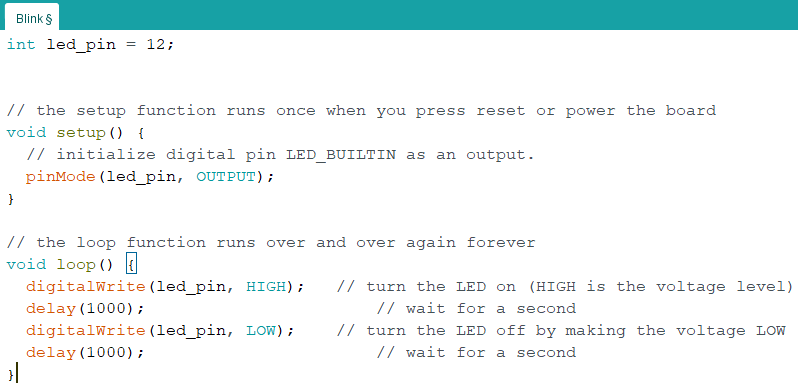 Blink §
int led_pin = 12;
// the setup function runs once when you press reset or power the board
void setup() {
// initialize digital pin LED_BUILTIN as an output.
pinMode(led_pin, OUTPUT);
}
// the loop function runs over and over again forever
void loop() {
digitalWrite(led_pin, HIGH);   // turn the LED on (HIGH is the voltage level)
delay(1000);                       // wait for a second
digitalWrite(led_pin, LOW);    // turn the LED off by making the voltage LOW
delay(1000);                       // wait for a second
}